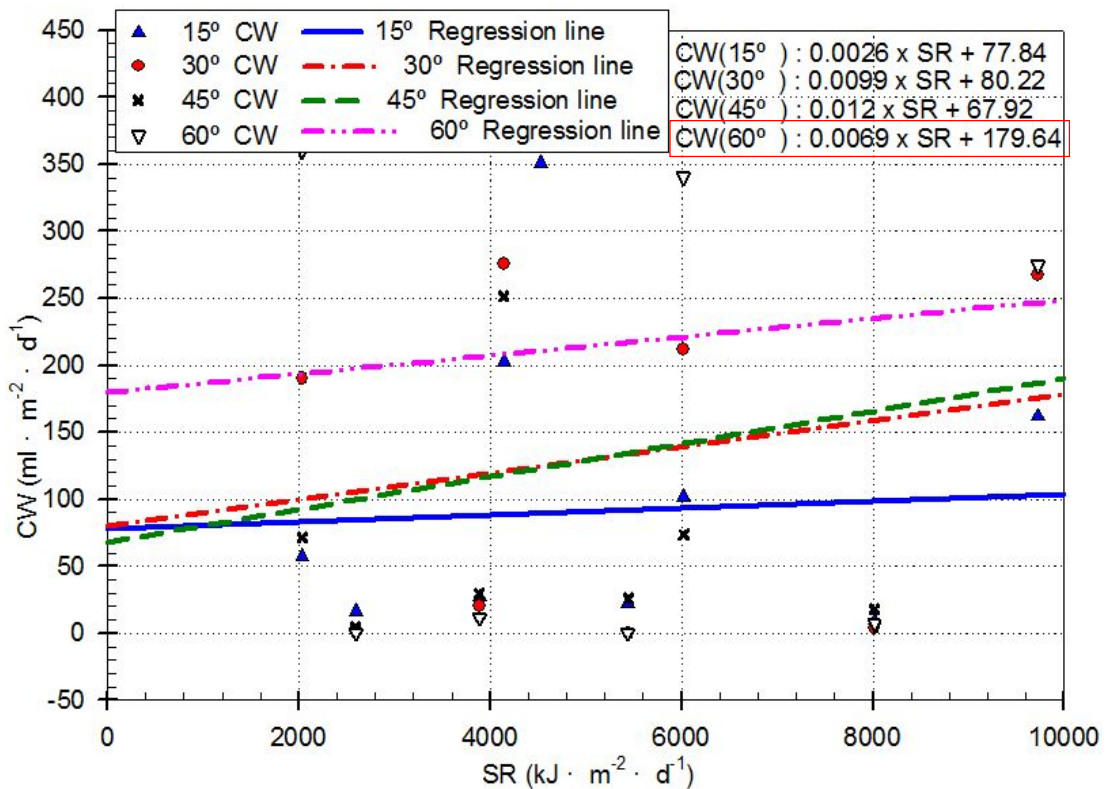 450
400
350
300
250
200
150
100
50
0
-50
CW (ml · m⁻² · d⁻¹)
15º CW 15º Regression line
30º CW 30º Regression line
45º CW 45º Regression line
60º CW 60º Regression line
CW(15º ) : 0.0026 x SR + 77.84
CW(30º ) : 0.0099 x SR + 80.22
CW(45º ) : 0.012 x SR + 67.92
CW(60º ) : 0.0069 x SR + 179.64
0 2000 4000 6000 8000 10000
SR (kJ · m⁻² · d⁻¹)